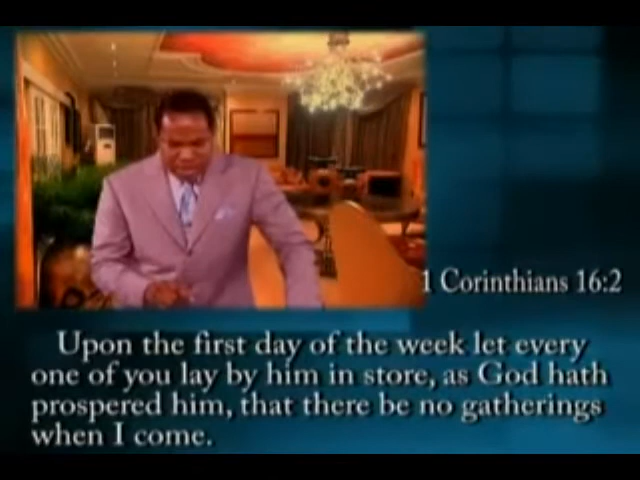 1 Corinthians 16:2
Upon the first day of the week let every
one of you lay by him in store, as God hath
prospered him, that there be no gatherings
when I come.